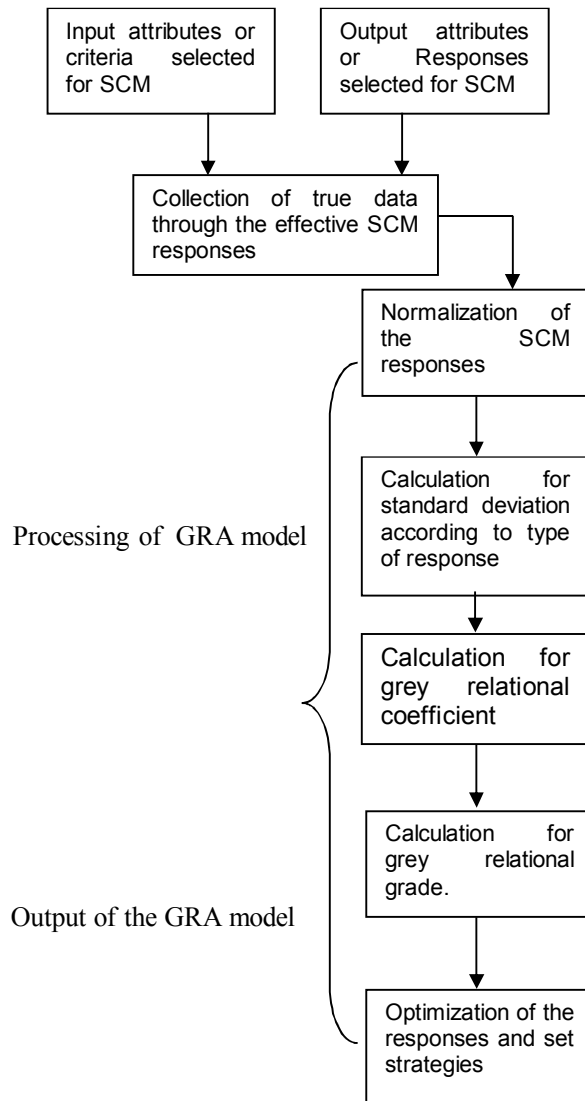 Input attributes or
criteria selected
for SCM
Output attributes
or Responses
selected for SCM
Collection of true data
through the effective SCM
responses
Normalization of
the SCM
responses
Calculation for
standard deviation
according to type
of response
Processing of GRA model
Calculation for
grey relational
coefficient
Calculation for
grey relational
grade.
Output of the GRA model
Optimization of the
responses and set
strategies